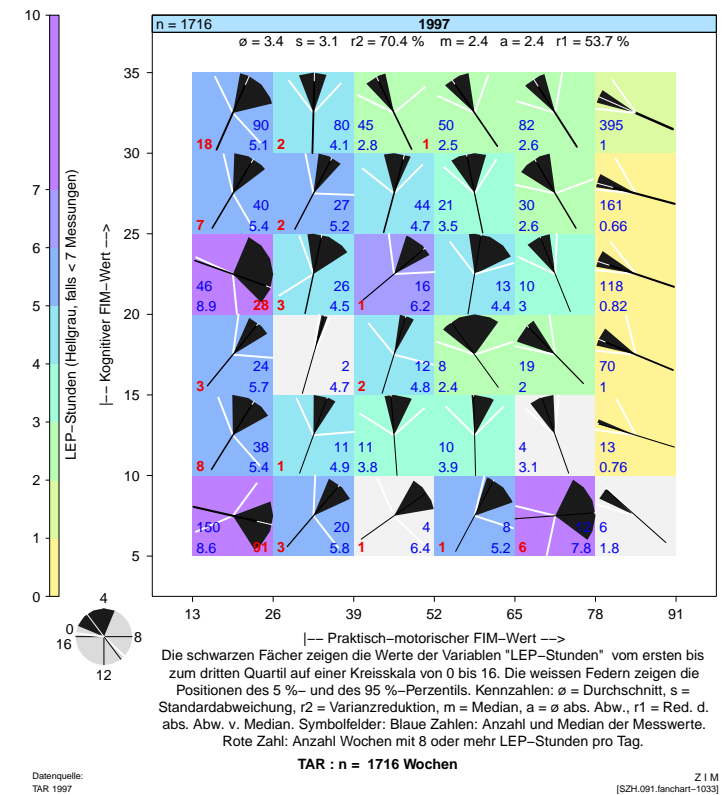 n = 1716
1997
ø = 3.4 s = 3.1 r2 = 70.4 % m = 2.4 a = 2.4 r1 = 53.7 %
10
7
6
5
4
3
2
1
0
LEP−Stunden (Hellgrau, falls < 7 Messungen)
|−− Kognitiver FIM−Wert −−>
35
30
25
20
15
10
5
90 80 45 50 82 395
18 5.1 2 4.1 2.8 1 2.5 2.6 1
40 27 44 21 30 161
7 5.4 2 5.2 4.7 3.5 2.6 0.66
46 26 16 13 10 118
8.9 28 3 4.5 1 6.2 4.4 3 0.82
24 2 12 8 19 70
3 5.7 4.7 2 4.8 2.4 2 1
38 11 11 10 4 13
8 5.4 1 4.9 3.8 3.9 3.1 0.76
150 20 4 8 6
8.6 91 3 5.8 1 6.4 1 5.2 6 7.8 1.8
13 26 39 52 65 78 91
|−− Praktisch−motorischer FIM−Wert −−>
4
0
8
16
12
Die schwarzen Fächer zeigen die Werte der Variablen "LEP−Stunden" vom ersten bis
zum dritten Quartil auf einer Kreisskala von 0 bis 16. Die weissen Federn zeigen die
Positionen des 5 %− und des 95 %−Perzentils. Kennzahlen: ø = Durchschnitt, s =
Standardabweichung, r2 = Varianzreduktion, m = Median, a = ø abs. Abw., r1 = Red. d.
abs. Abw. v. Median. Symbolfelder: Blaue Zahlen: Anzahl und Median der Messwerte.
Rote Zahl: Anzahl Wochen mit 8 oder mehr LEP−Stunden pro Tag.
TAR : n = 1716 Wochen
Datenquelle:
TAR 1997
Z I M
[SZH.091.fanchart−1033]